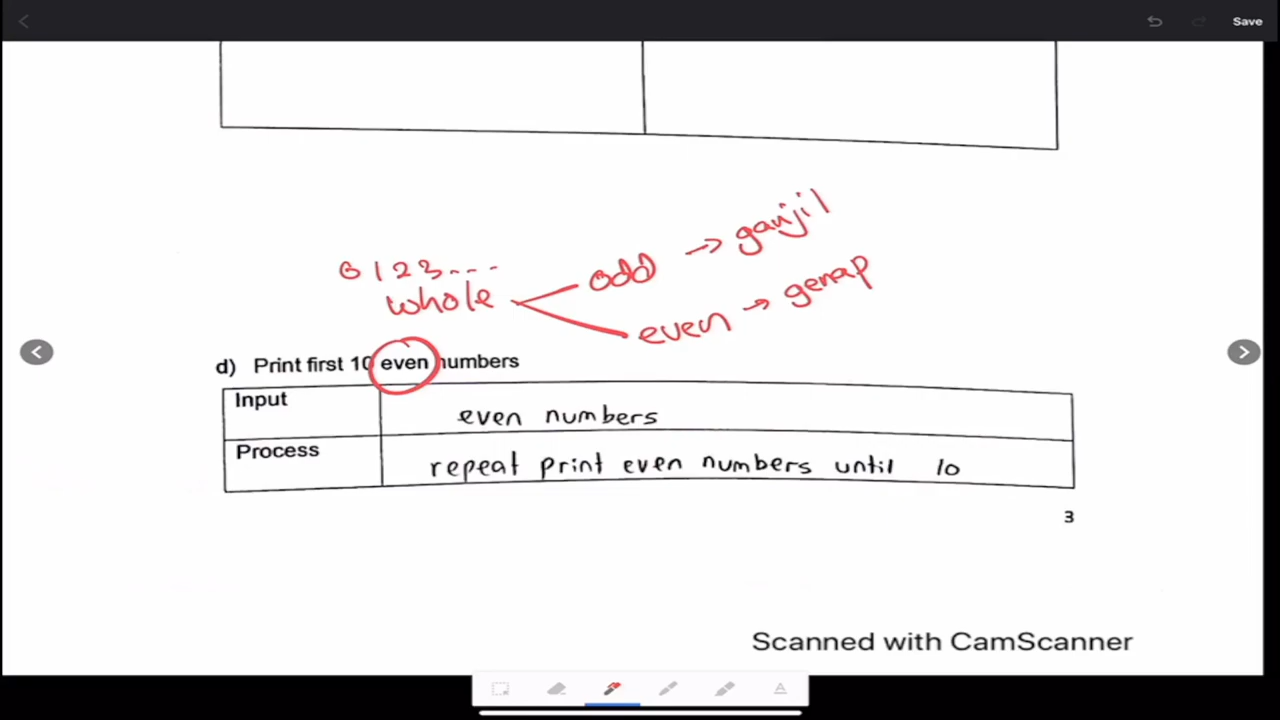 Save
odd → ganjil
0 1 2 3 ....
whole
even → genap
d) Print first 10 even numbers
Input
even numbers
Process
repeat print even numbers until 10
3
Scanned with CamScanner
A